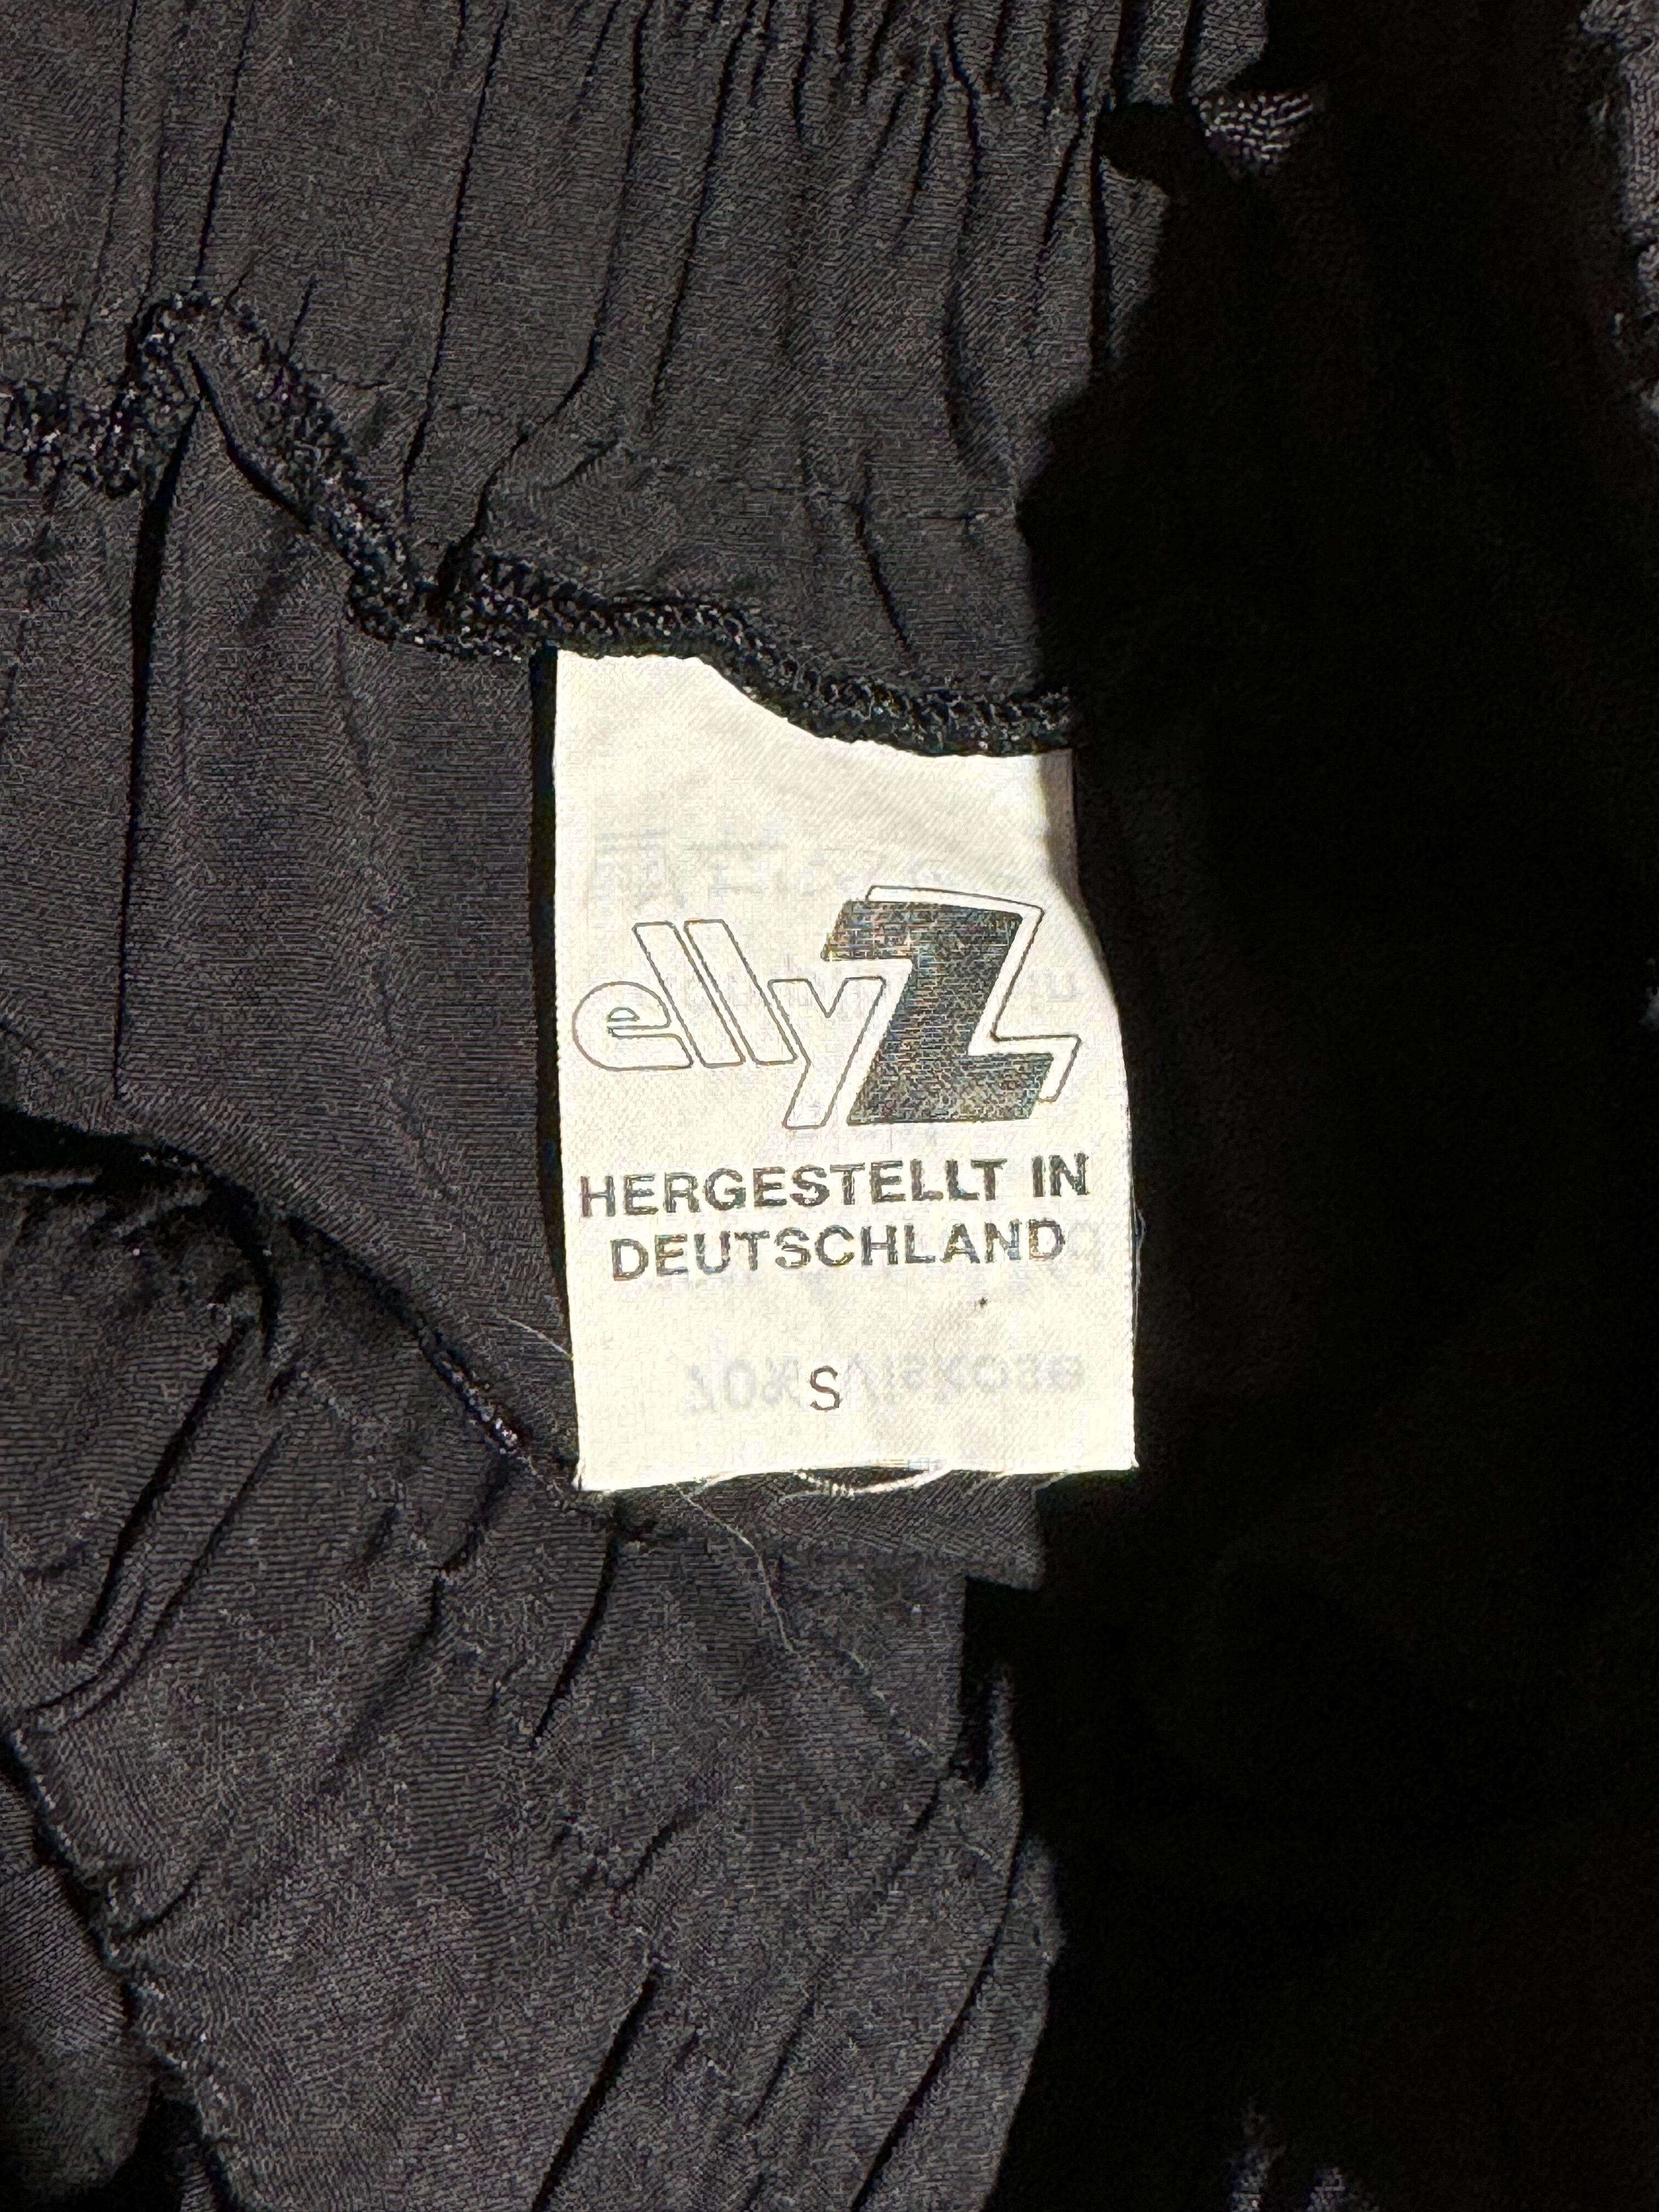 ellyZ
HERGESTELLT IN
DEUTSCHLAND
S